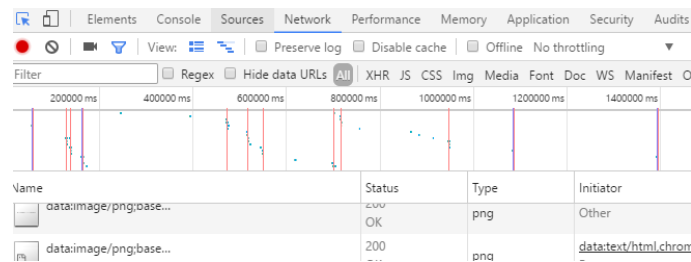 Elements Console Sources Network Performance Memory Application Security Audits
View: Preserve log Disable cache Offline No throttling
Filter Regex Hide data URLs All XHR JS CSS Img Media Font Doc WS Manifest O
200000 ms 400000 ms 600000 ms 800000 ms 1000000 ms 1200000 ms 1400000 ms
Name Status Type Initiator
data:image/png;base... 200 png Other
OK
data:image/png;base... 200 png data:text/html,chrom
OK